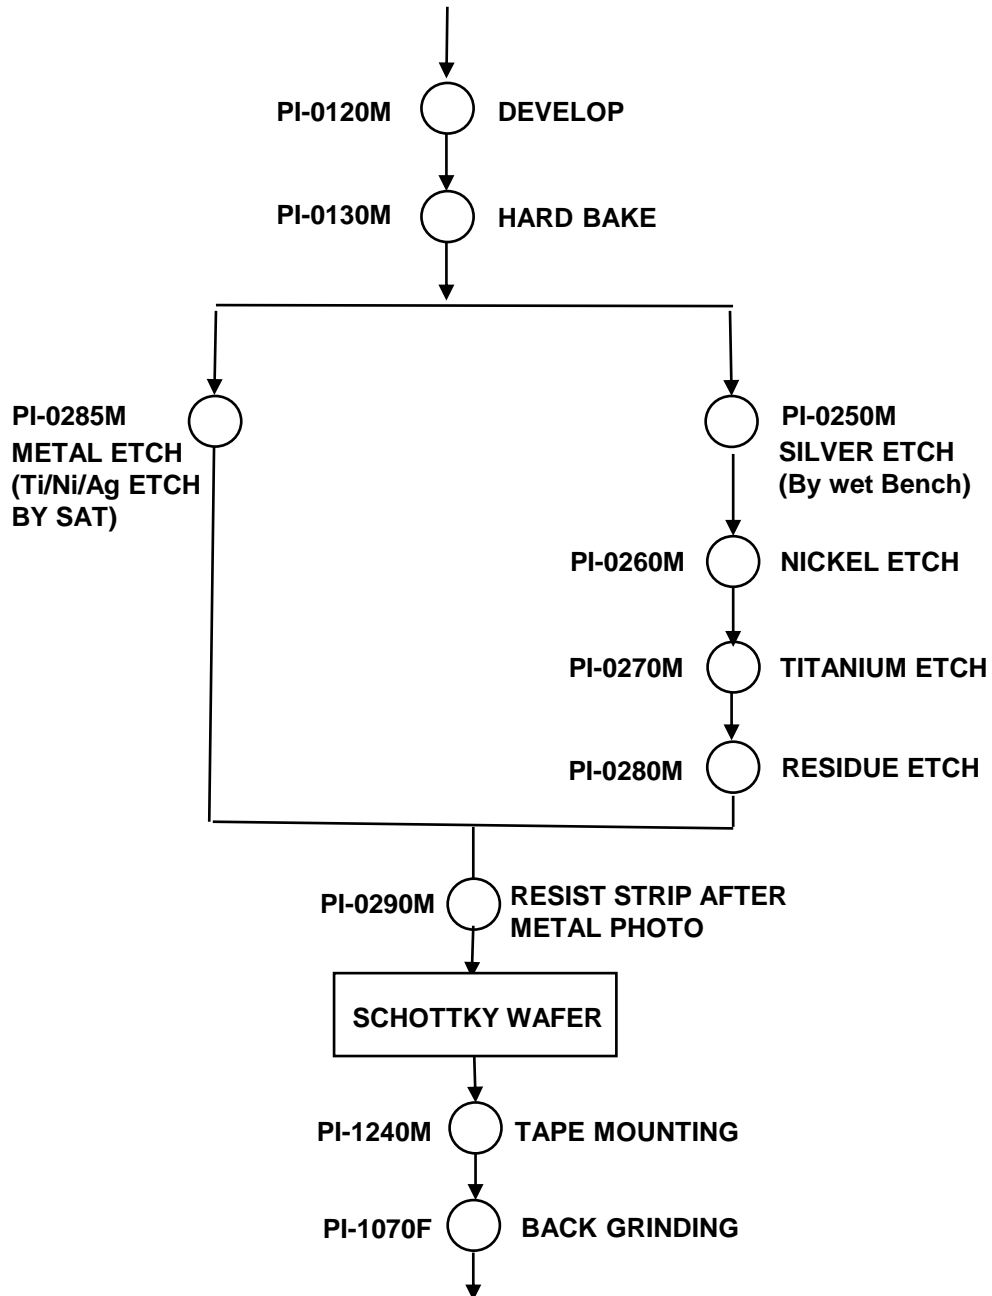 PI-0120M DEVELOP
PI-0130M HARD BAKE
PI-0285M
METAL ETCH
(Ti/Ni/Ag ETCH
BY SAT)
PI-0250M
SILVER ETCH
(By wet Bench)
PI-0260M NICKEL ETCH
PI-0270M TITANIUM ETCH
PI-0280M RESIDUE ETCH
PI-0290M RESIST STRIP AFTER
METAL PHOTO
SCHOTTKY WAFER
PI-1240M TAPE MOUNTING
PI-1070F BACK GRINDING